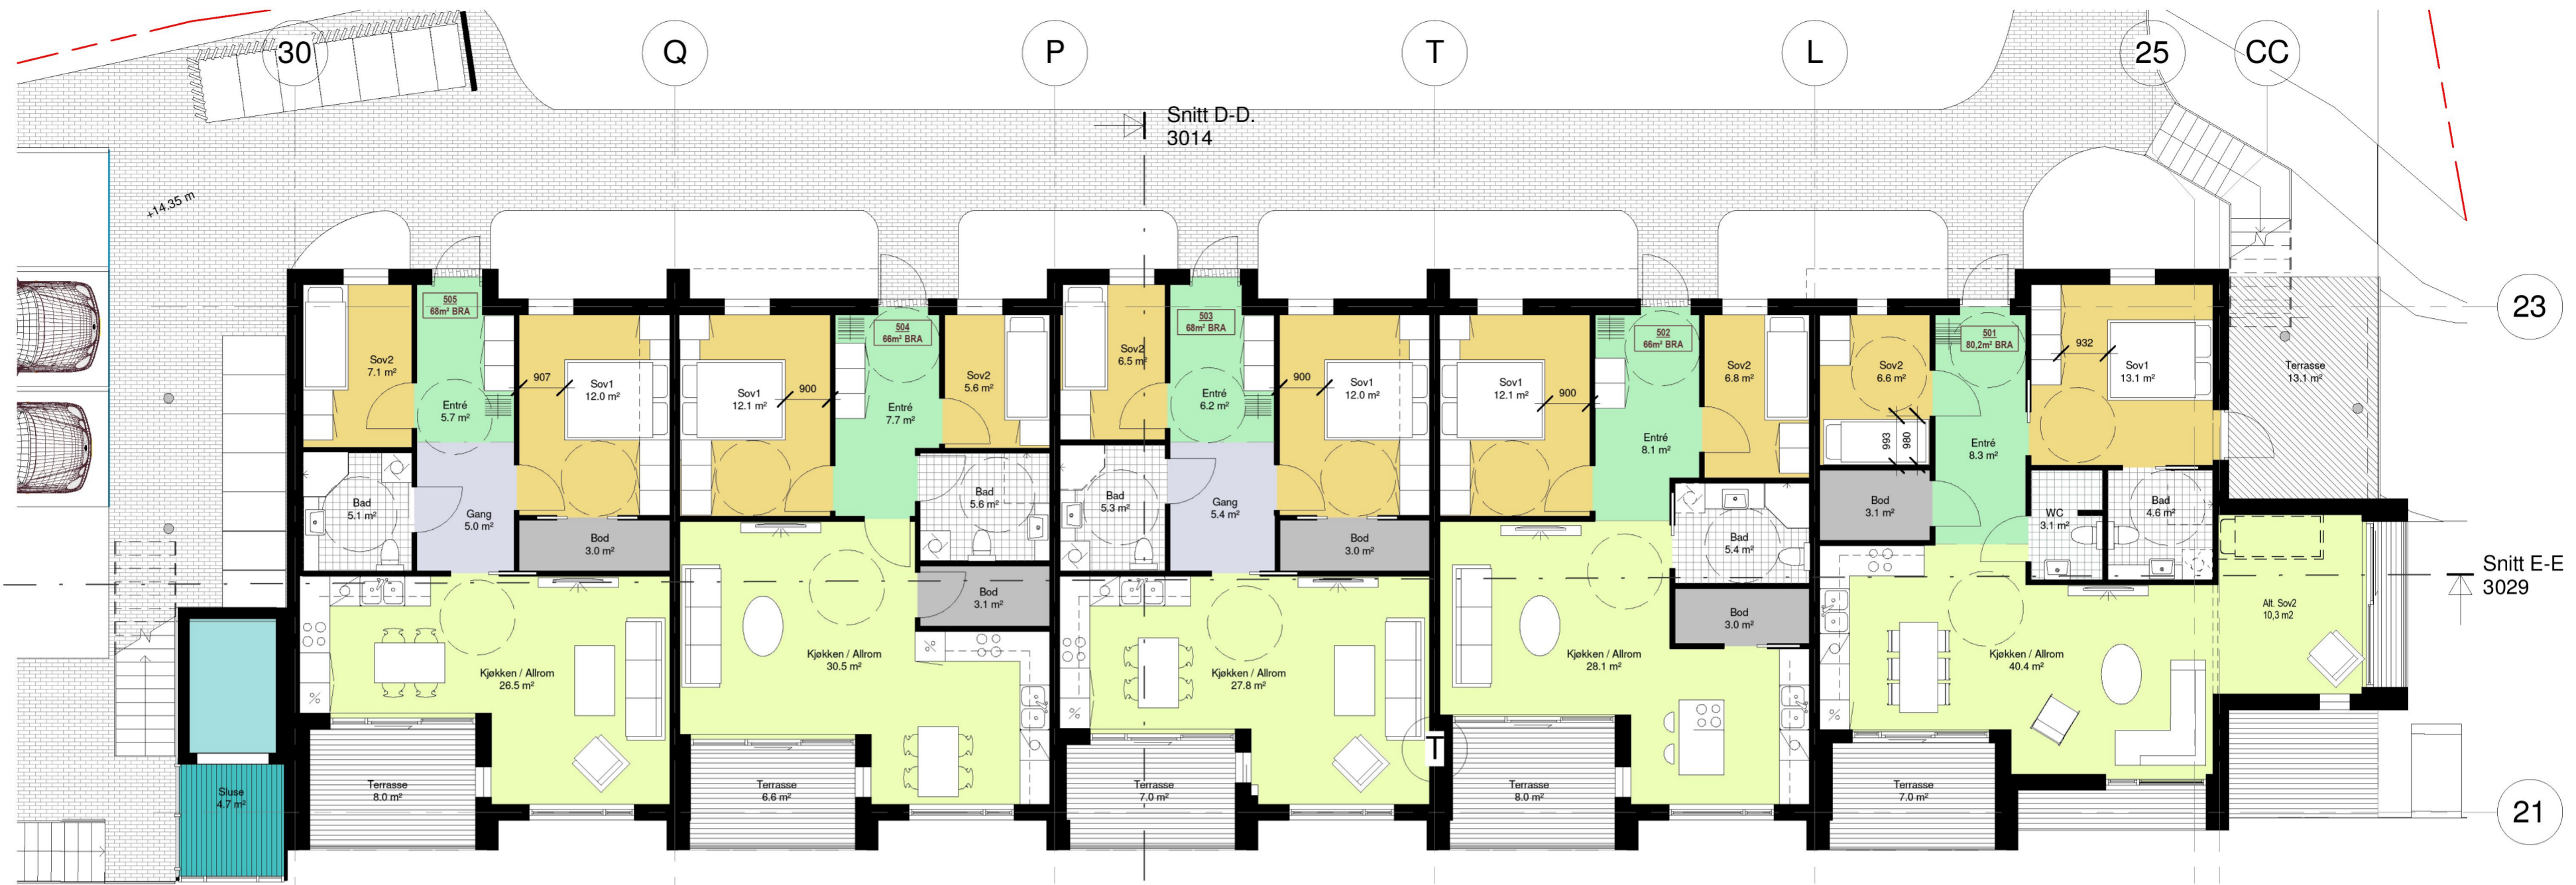 30
Q
P
T
L
25
CC
Snitt D-D.
3014
+14.35 m
23
505
68m² BRA
Sov2
7.1 m²
Entré
5.7 m²
907
Sov1
12.0 m²
Bad
5.1 m²
Gang
5.0 m²
Bod
3.0 m²
Kjøkken / Allrom
26.5 m²
Terrasse
8.0 m²
Sluse
4.7 m²
504
66m² BRA
Sov1
12.1 m²
900
Entré
7.7 m²
Sov2
5.6 m²
Bad
5.6 m²
Bod
3.1 m²
Kjøkken / Allrom
30.5 m²
Terrasse
6.6 m²
503
68m² BRA
Sov2
6.5 m²
Entré
6.2 m²
900
Sov1
12.0 m²
Bad
5.3 m²
Gang
5.4 m²
Bod
3.0 m²
Kjøkken / Allrom
27.8 m²
Terrasse
7.0 m²
T
502
66m² BRA
Sov1
12.1 m²
900
Entré
8.1 m²
Sov2
6.8 m²
Bad
5.4 m²
Bod
3.0 m²
Kjøkken / Allrom
28.1 m²
Terrasse
8.0 m²
501
80,2m² BRA
Sov2
6.6 m²
993
980
Entré
8.3 m²
932
Sov1
13.1 m²
Terrasse
13.1 m²
Bod
3.1 m²
WC
3.1 m²
Bad
4.6 m²
Alt. Sov2
10,3 m2
Kjøkken / Allrom
40.4 m²
Terrasse
7.0 m²
Snitt E-E
3029
21